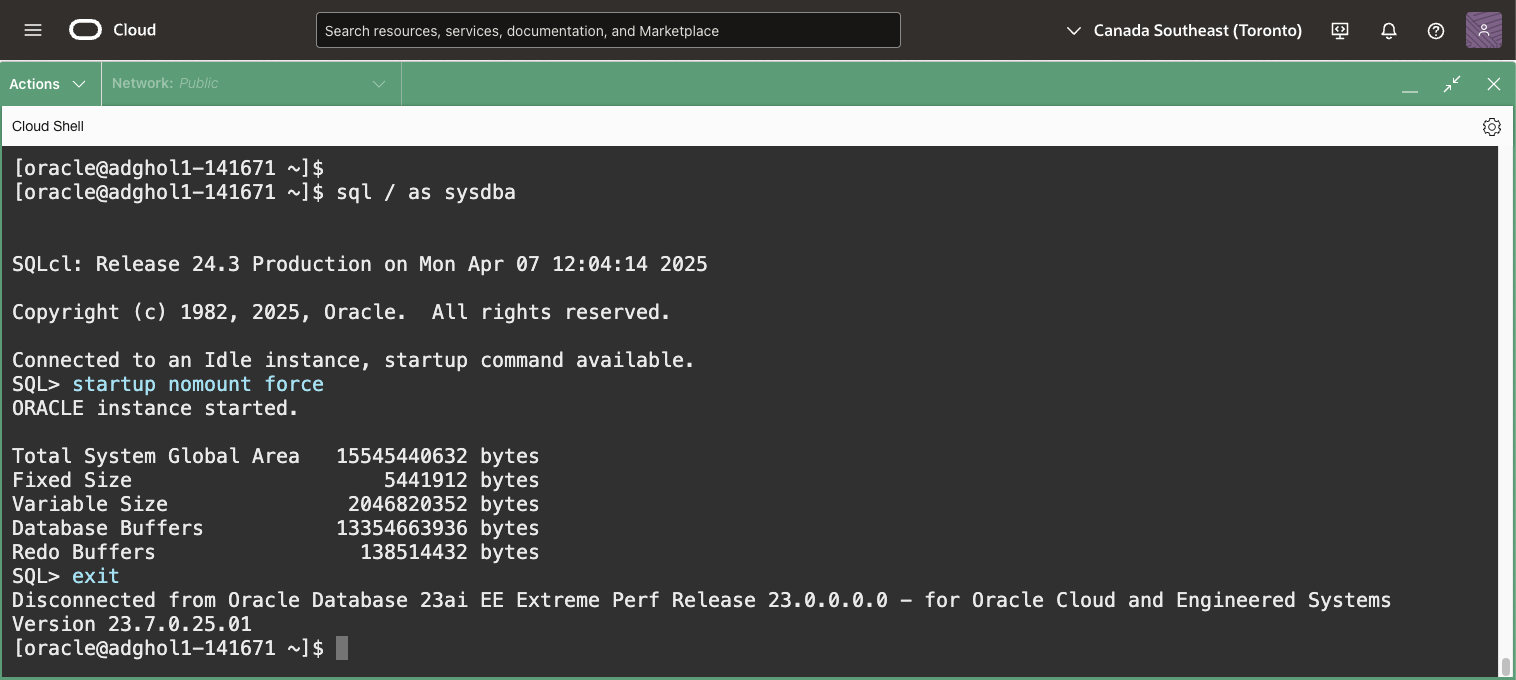 Cloud
Search resources, services, documentation, and Marketplace
Canada Southeast (Toronto)
Actions
Network: Public
Cloud Shell
[oracle@adghol1-141671 ~]$
[oracle@adghol1-141671 ~]$ sql / as sysdba
SQLcl: Release 24.3 Production on Mon Apr 07 12:04:14 2025
Copyright (c) 1982, 2025, Oracle.  All rights reserved.
Connected to an Idle instance, startup command available.
SQL> startup nomount force
ORACLE instance started.
Total System Global Area   15545440632 bytes
Fixed Size                     5441912 bytes
Variable Size               2046820352 bytes
Database Buffers           13354663936 bytes
Redo Buffers                 138514432 bytes
SQL> exit
Disconnected from Oracle Database 23ai EE Extreme Perf Release 23.0.0.0.0 – for Oracle Cloud and Engineered Systems
Version 23.7.0.25.01
[oracle@adghol1-141671 ~]$